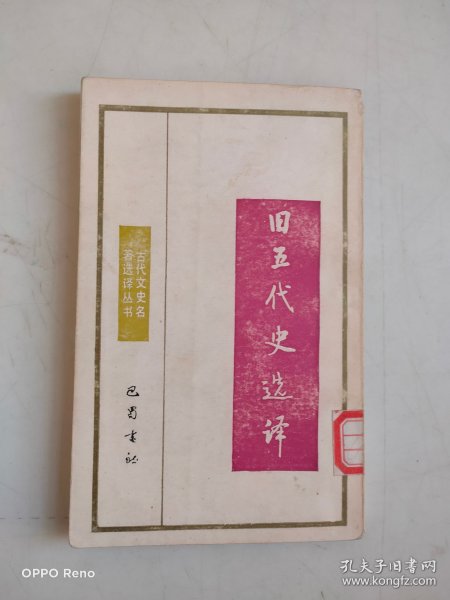 旧五代史选译
古代文史名
著选译丛书
巴蜀书社
OPPO Reno
孔夫子旧书网
www.kongfz.com